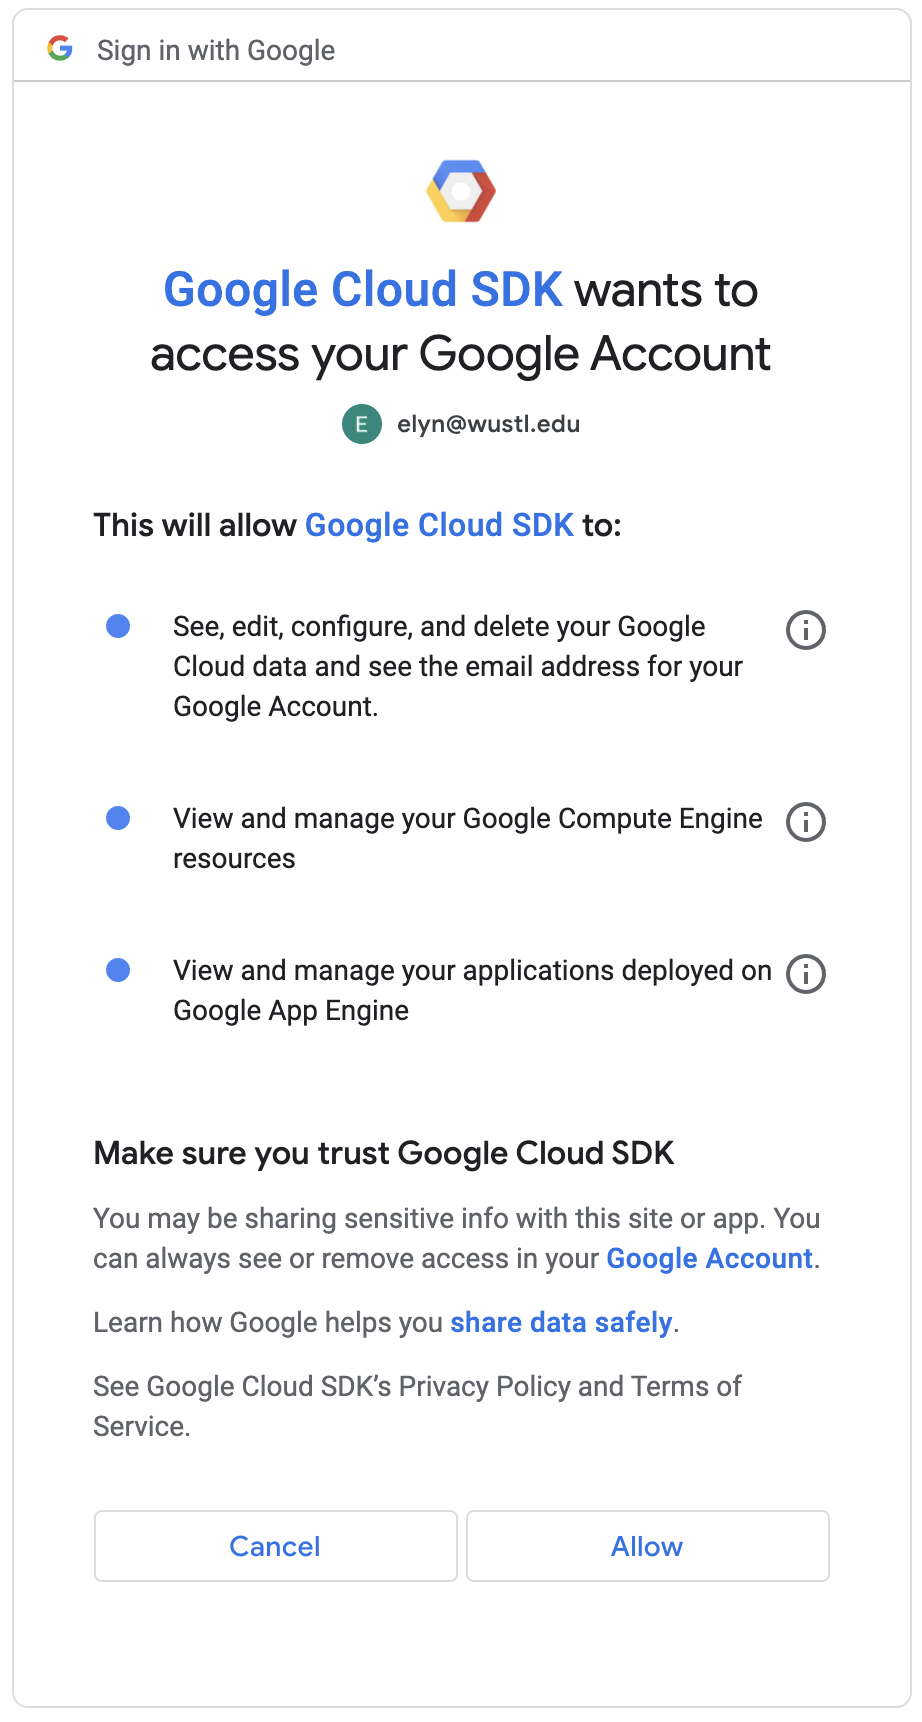 Sign in with Google
Google Cloud SDK wants to
access your Google Account
E elyn@wustl.edu
This will allow Google Cloud SDK to:
See, edit, configure, and delete your Google
Cloud data and see the email address for your
Google Account.
View and manage your Google Compute Engine
resources
View and manage your applications deployed on
Google App Engine
Make sure you trust Google Cloud SDK
You may be sharing sensitive info with this site or app. You
can always see or remove access in your Google Account.
Learn how Google helps you share data safely.
See Google Cloud SDK’s Privacy Policy and Terms of
Service.
Cancel Allow